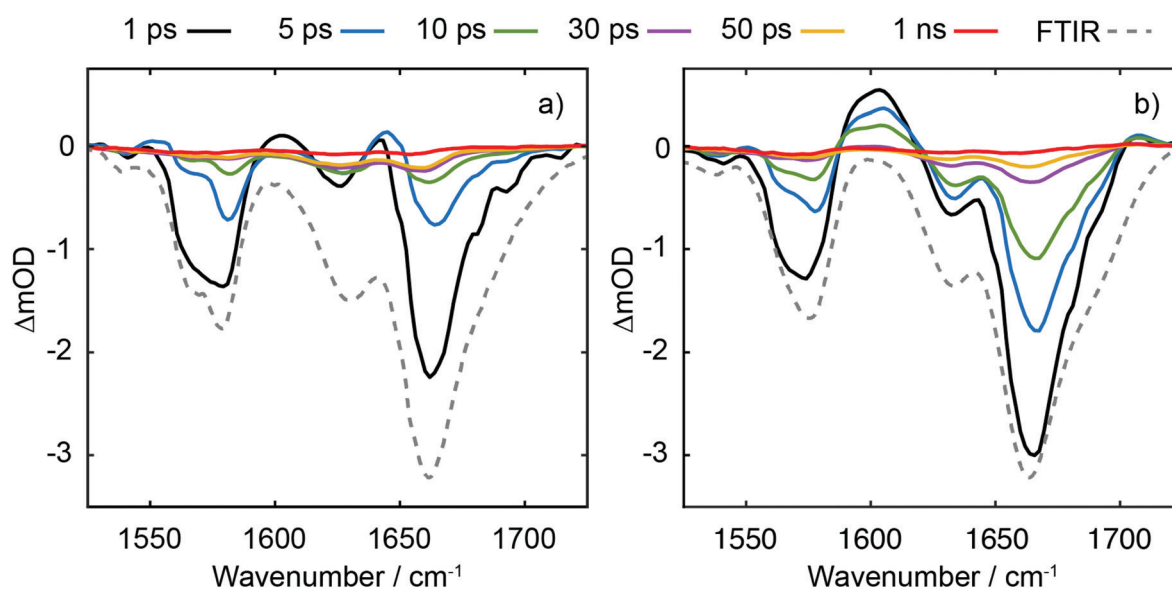 1 ps 5 ps 10 ps 30 ps 50 ps 1 ns FTIR
a)
0
-1
-2
-3
ΔmOD
1550 1600 1650 1700
Wavenumber / cm⁻¹
b)
0
-1
-2
-3
ΔmOD
1550 1600 1650 1700
Wavenumber / cm⁻¹